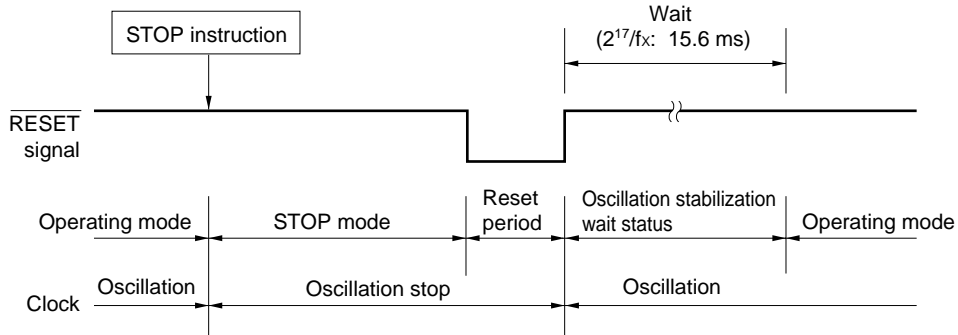 Wait
(2¹⁷/fx: 15.6 ms)
STOP instruction
RESET
signal
Reset
period
Oscillation stabilization
wait status
Operating mode
STOP mode
Operating mode
Clock
Oscillation
Oscillation stop
Oscillation